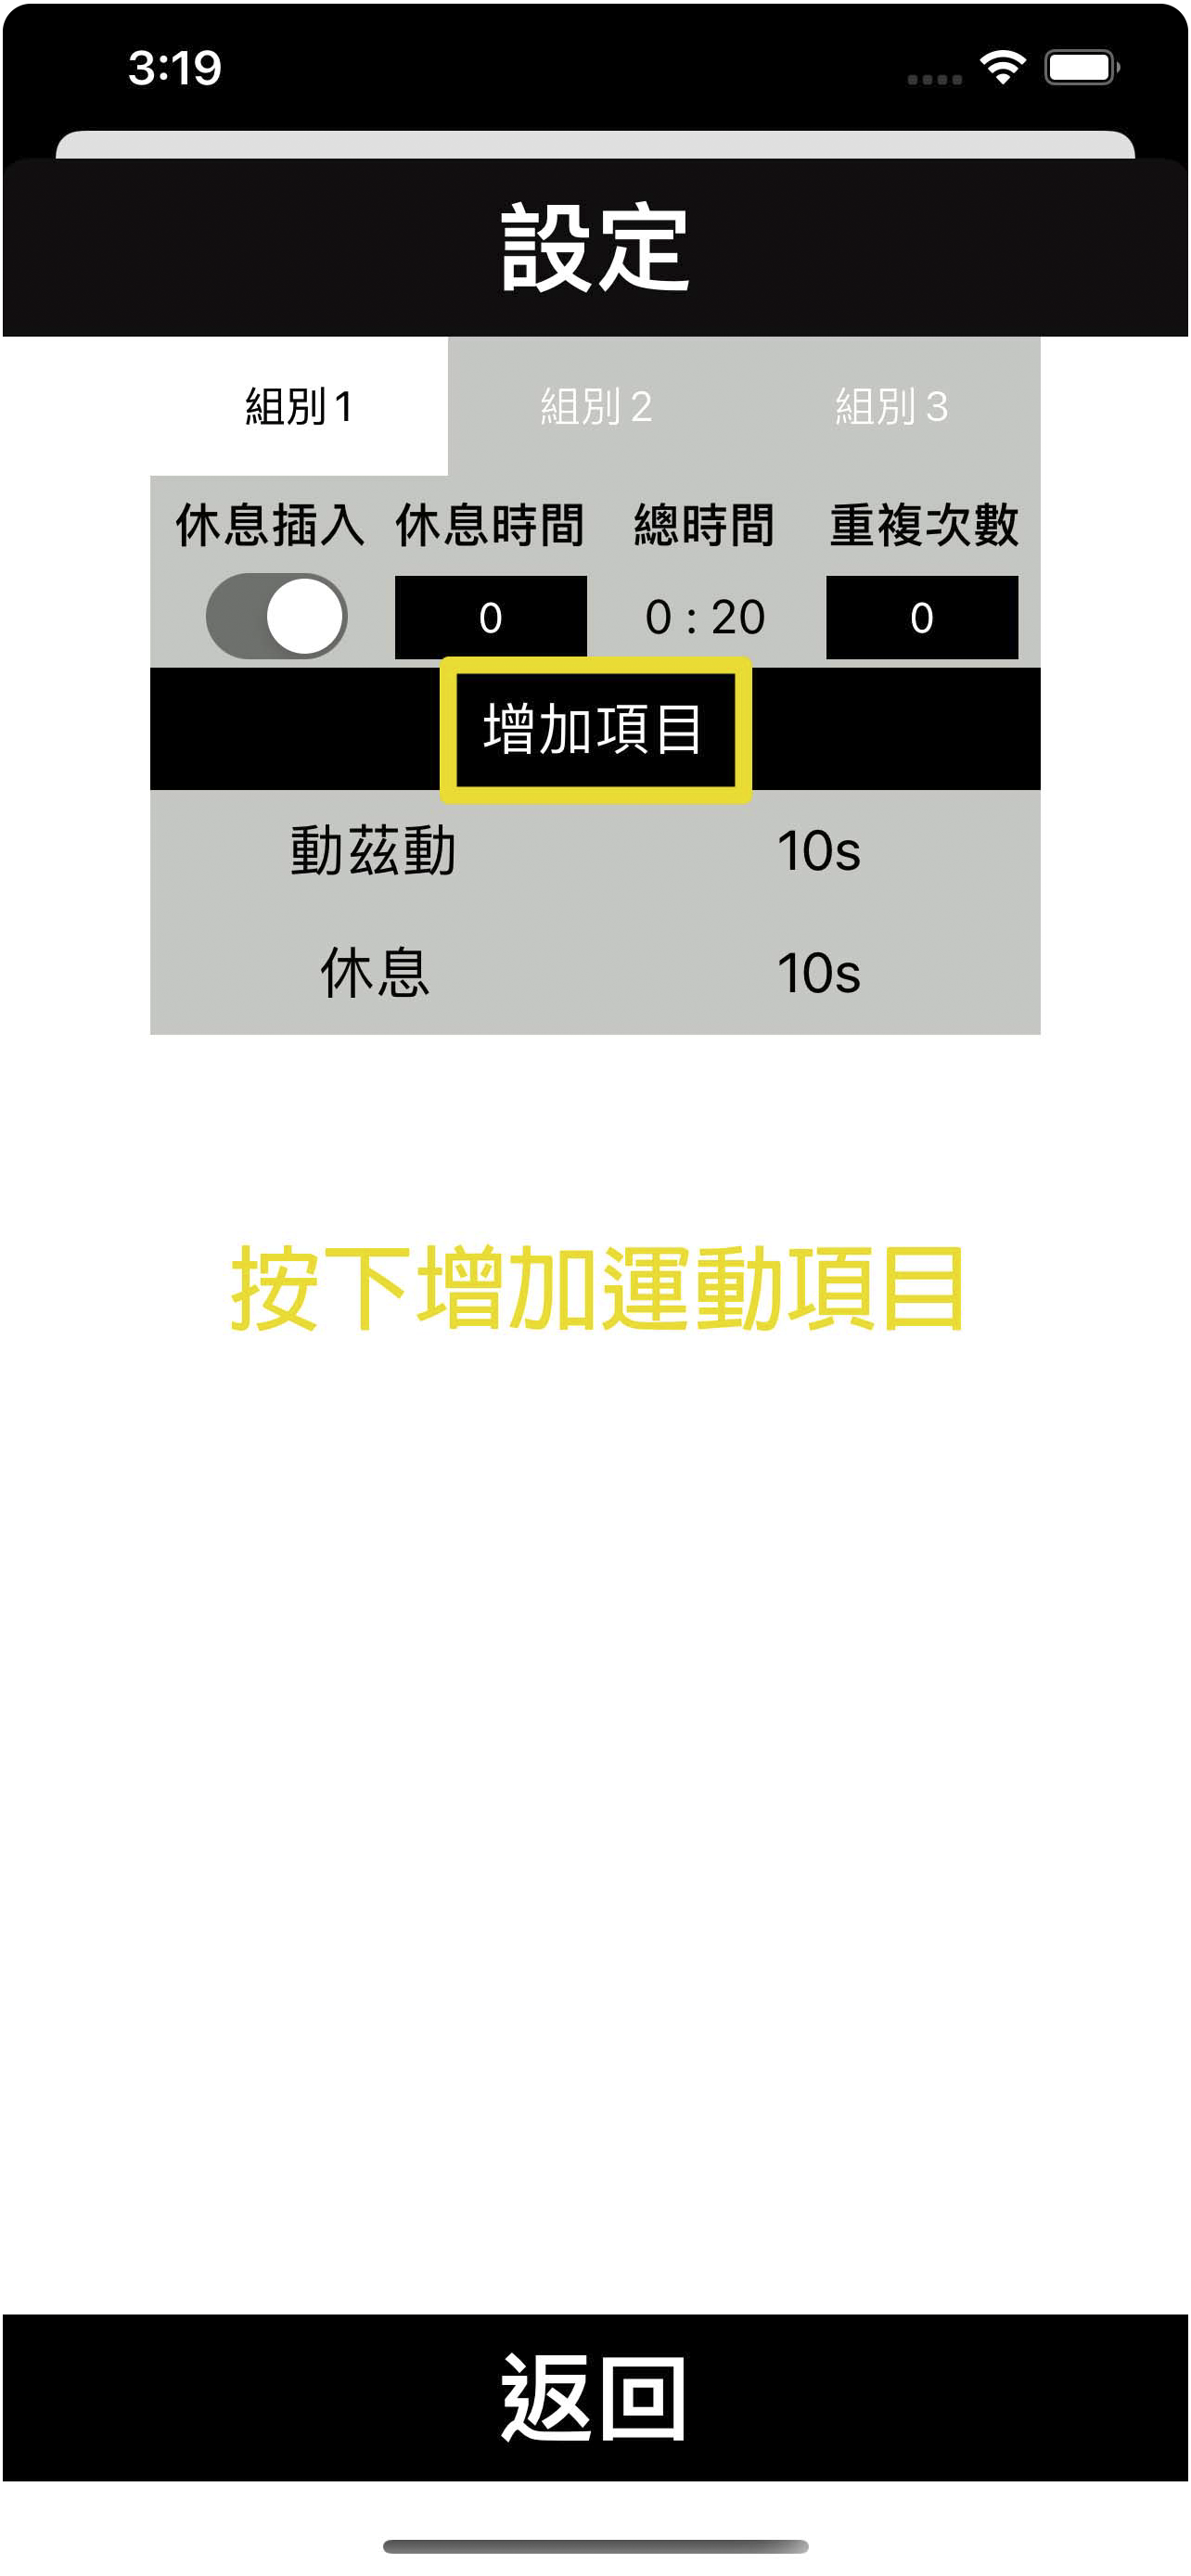 3:19
設定
組別 1 組別 2 組別 3
休息插入 休息時間 總時間 重複次數
0 0 : 20 0
增加項目
動茲動 10s
休息 10s
按下增加運動項目
返回